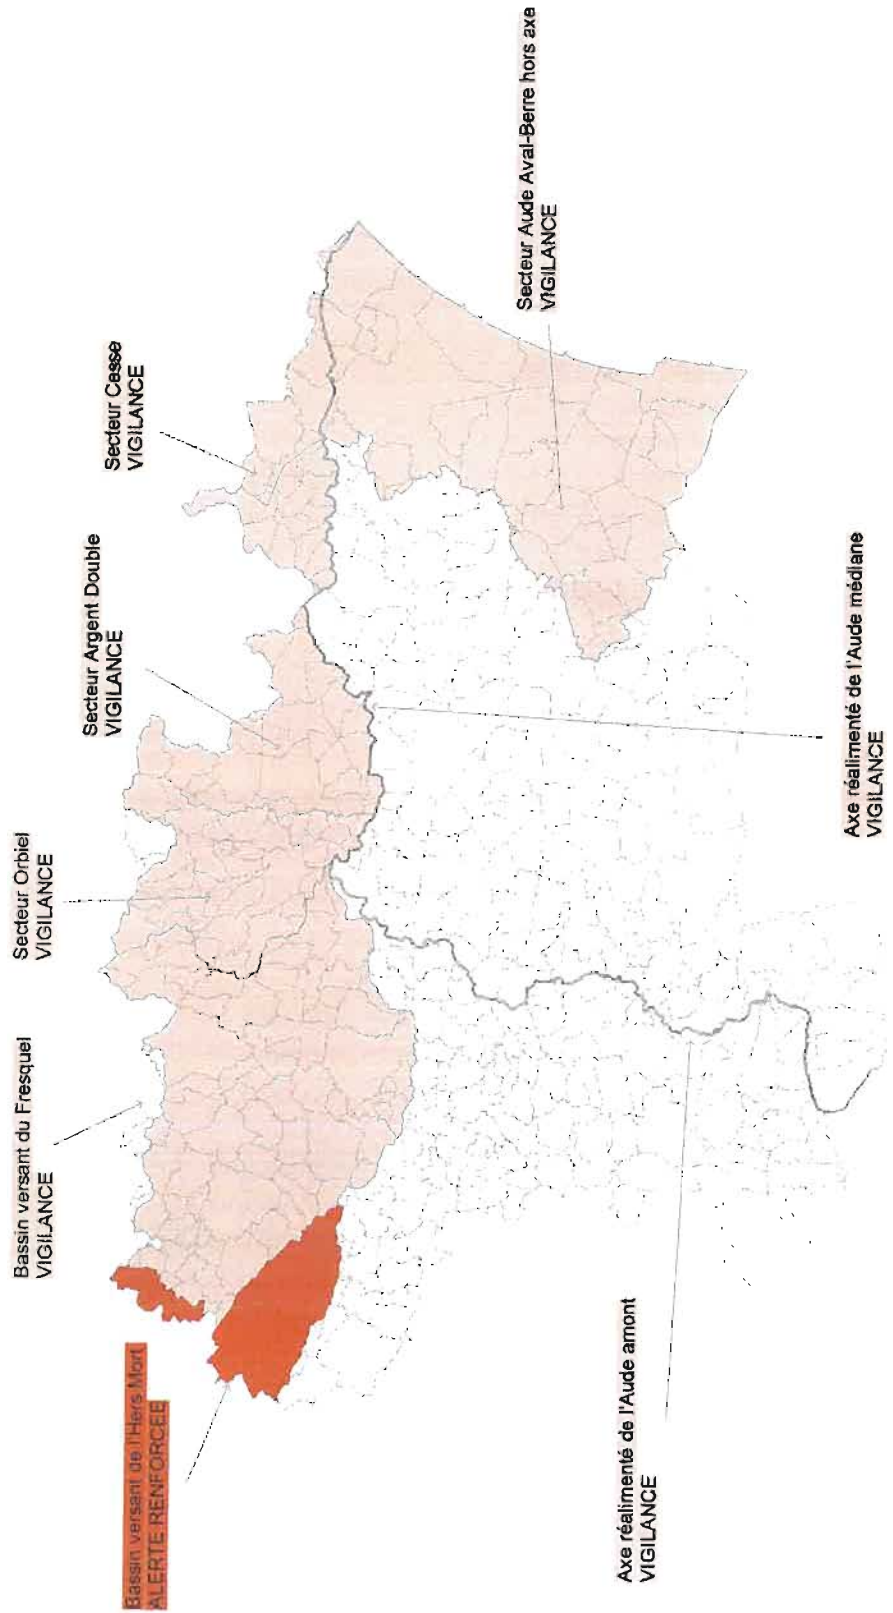 Bassin versant de l'Hers Mort
ALERTE RENFORCEE
Bassin versant du Fresquel
VIGILANCE
Secteur Orbiel
VIGILANCE
Secteur Argent Double
VIGILANCE
Secteur Cesse
VIGILANCE
Secteur Aude Aval-Berre hors axe
VIGILANCE
Axe réalimenté de l'Aude amont
VIGILANCE
Axe réalimenté de l'Aude médiane
VIGILANCE